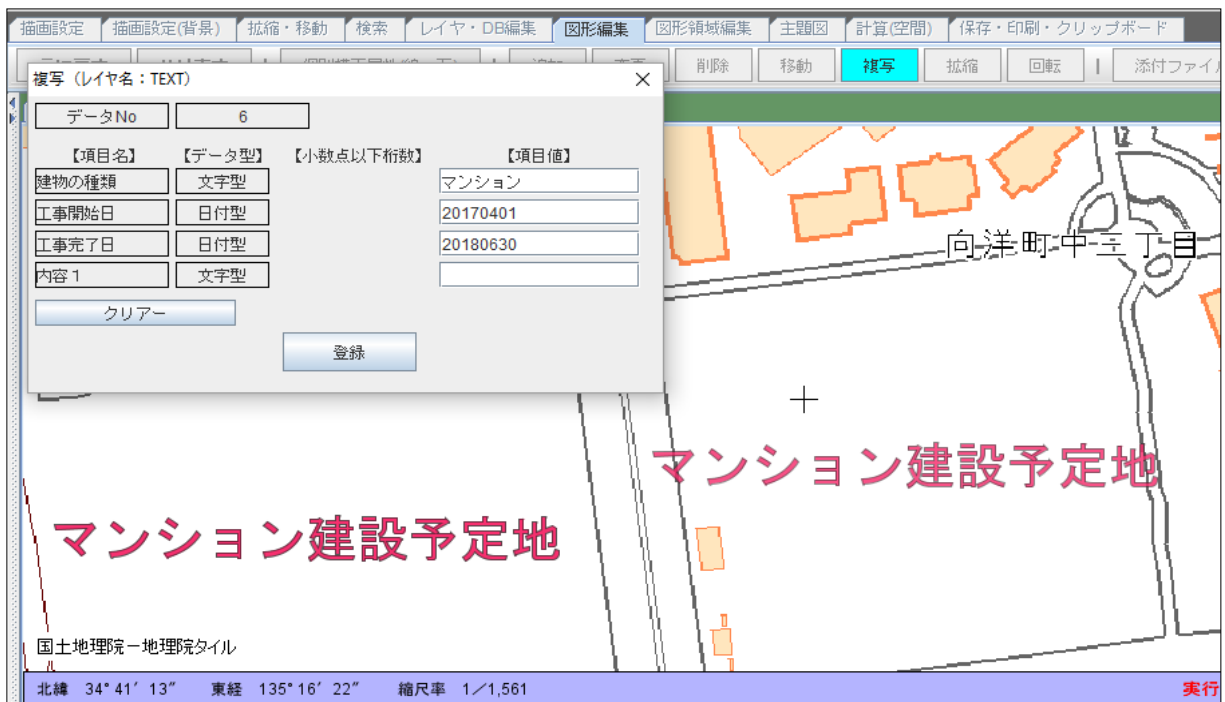 描画設定 描画設定(背景) 拡縮・移動 検索 レイヤ・DB編集 図形編集 図形領域編集 主題図 計算(空間) 保存・印刷・クリップボード
削除 移動 複写 拡縮 回転 | 添付ファイル
複写（レイヤ名：TEXT）
データNo 6
【項目名】 【データ型】 【小数点以下桁数】 【項目値】
建物の種類 文字型 マンション
工事開始日 日付型 20170401
工事完了日 日付型 20180630
内容１ 文字型
クリアー
登録
向洋町中三丁目
マンション建設予定地
マンション建設予定地
国土地理院－地理院タイル
北緯 34°41′13″ 東経 135°16′22″ 縮尺率 1／1,561 実行